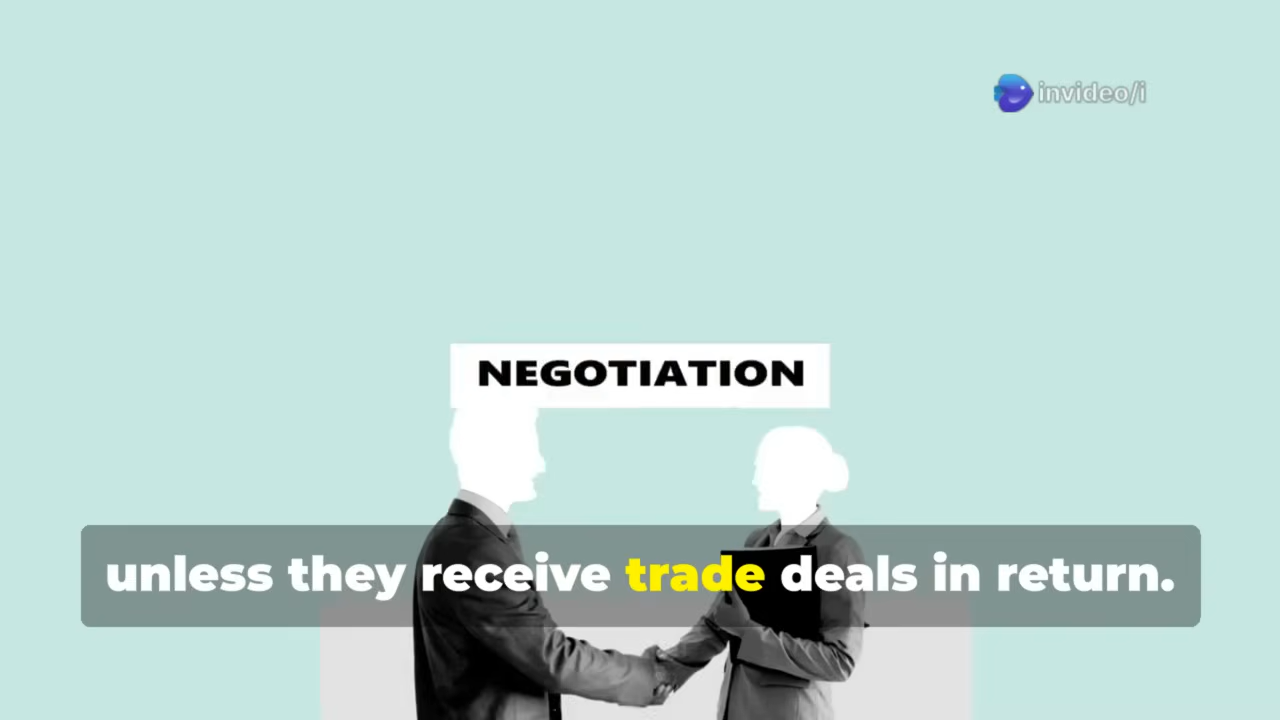 invideo/i
NEGOTIATION
unless they receive trade deals in return.